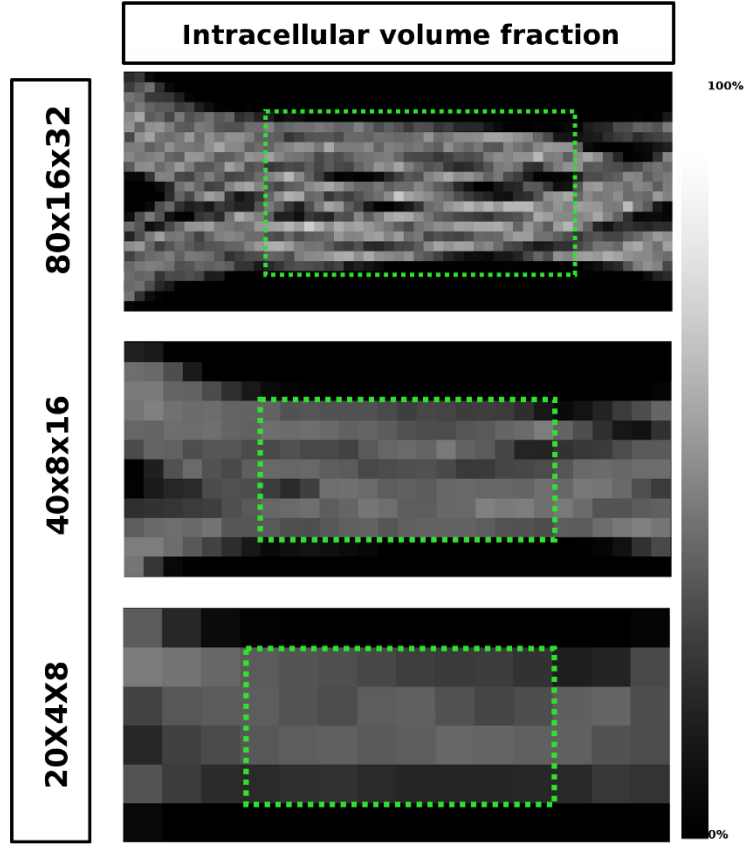 Intracellular volume fraction
100%
80x16x32
40x8x16
20X4X8
0%